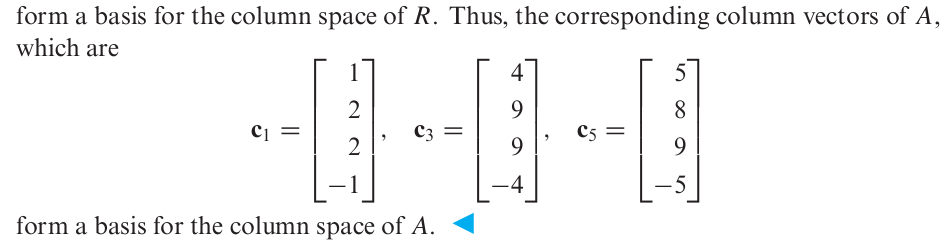 form a basis for the column space of R. Thus, the corresponding column vectors of A,
which are
c₁ = [1 2 2 −1], c₃ = [4 9 9 −4], c₅ = [5 8 9 −5]
form a basis for the column space of A.